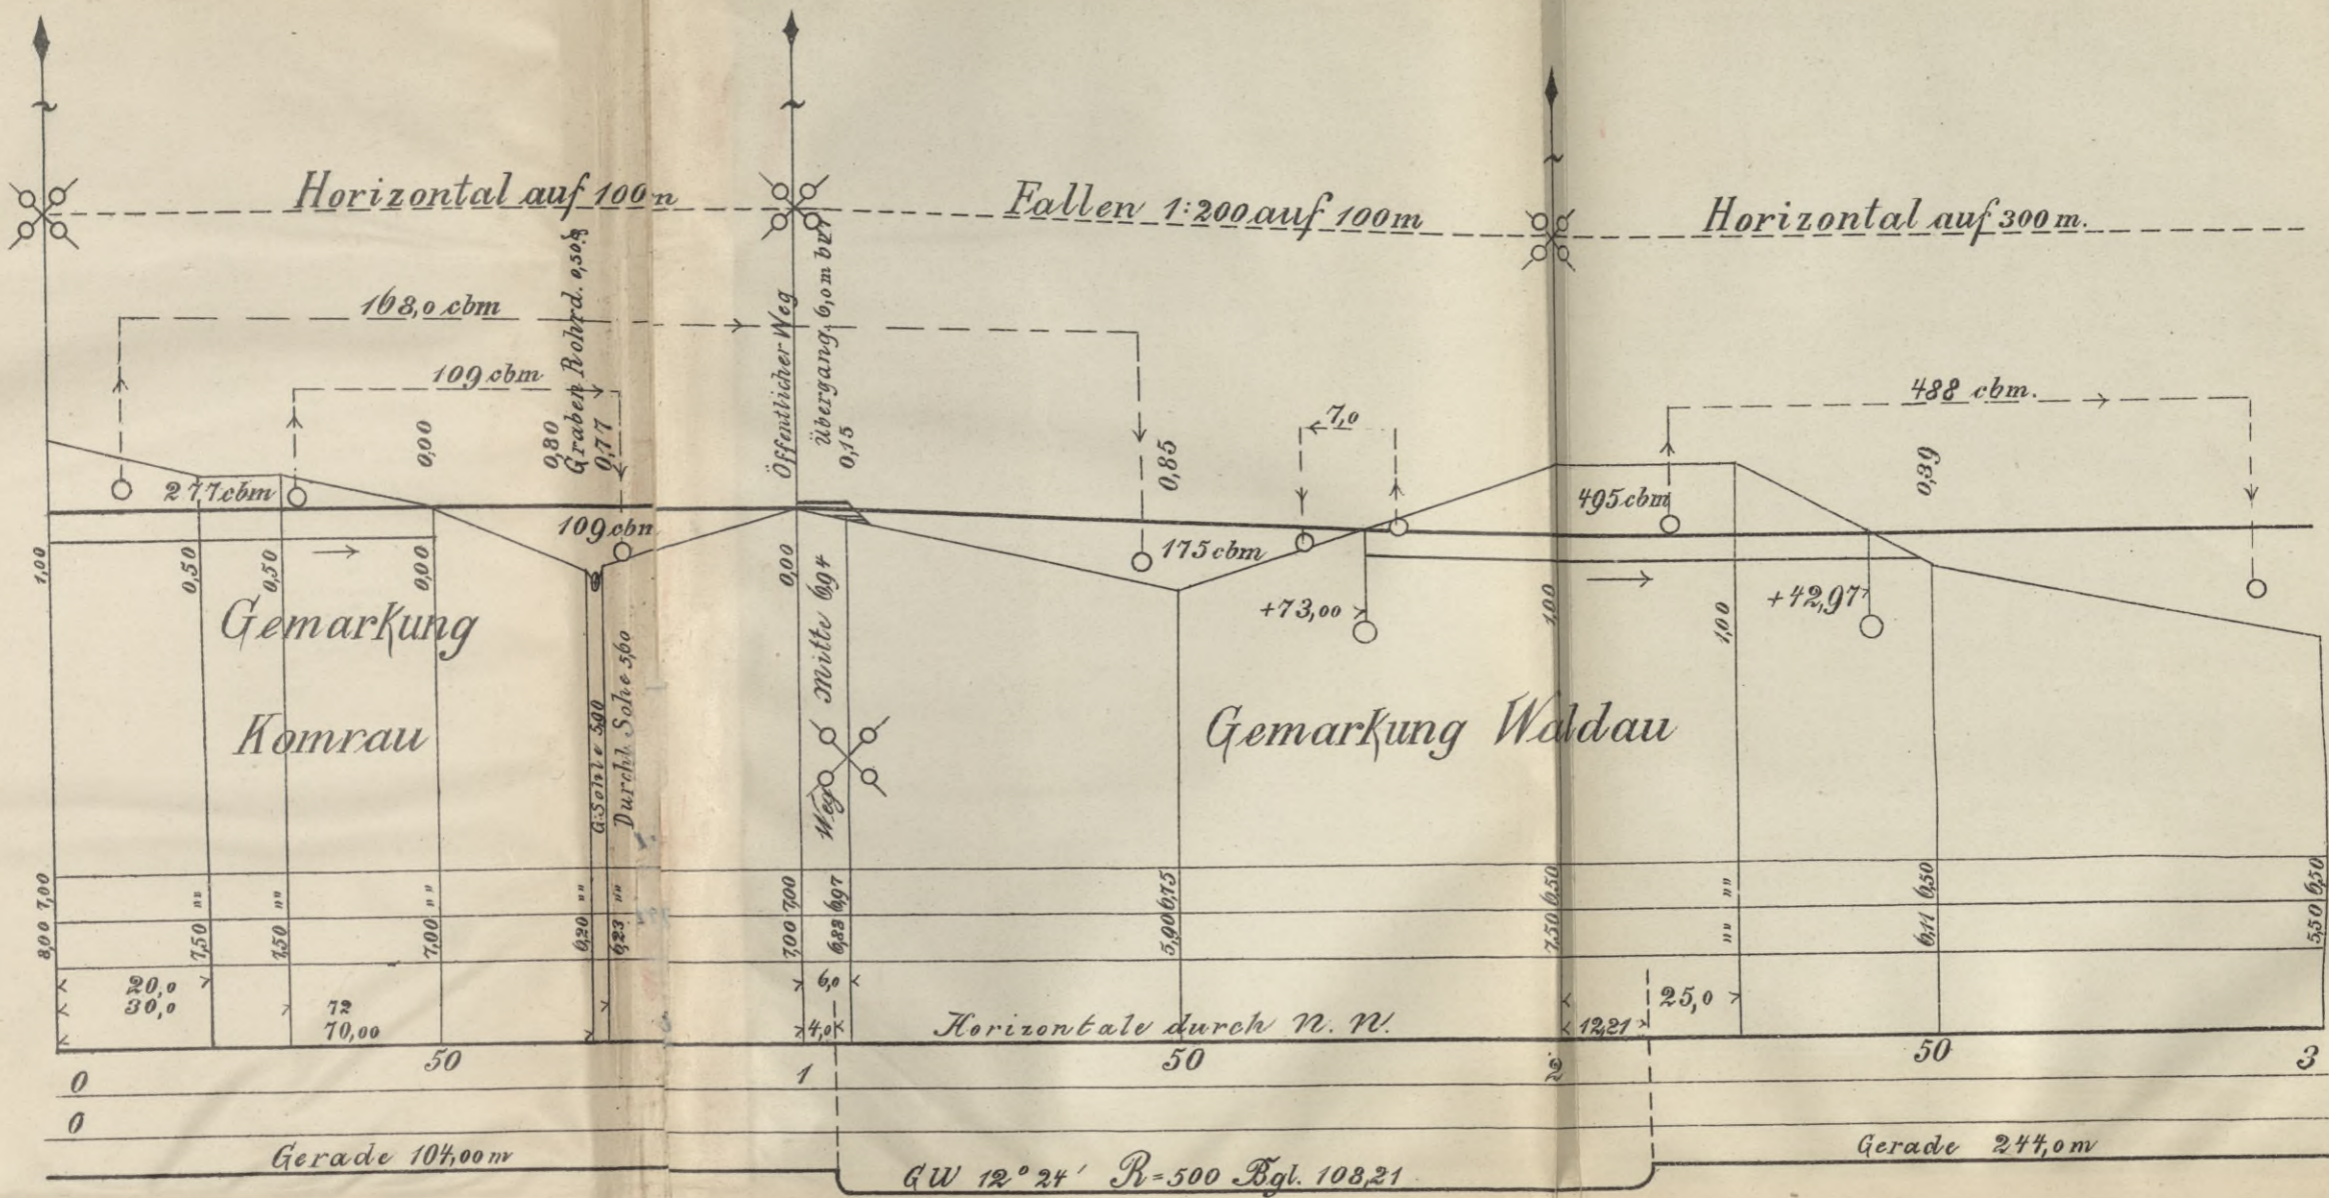 Horizontal auf 100 m
Fallen 1:200 auf 100 m
Horizontal auf 300 m.
168,0 cbm
109 cbm
7,0
488 cbm.
0,00
0,80
Graben Rohrd. 0,50
0,77
Öffentlicher Weg
Übergang. 6,0 m br
0,15
0,85
0,39
277 cbm
109 cbm
175 cbm
495 cbm
1,00
0,50
0,50
0,00
0,00
+73,00
1,00
1,00
+42,97
Gemarkung
Komrau
G. Sohle 5,90
Durchl. Sohe 5,60
Weg Mitte 6,94
Gemarkung Waldau
7,00
""
""
""
"
"
7,00
6,97
6,75
6,50
""
6,50
6,50
8,00
7,50
7,50
7,00
6,20
6,23
7,00
6,88
5,90
7,50
""
6,11
5,50
20,0
30,0
72
70,00
6,0
4,0
Horizontale durch N. N.
12,21
25,0
0
50
1
50
2
50
3
0
Gerade 104,00 m
GW 12° 24' R=500 Bgl. 108,21
Gerade 244,0 m